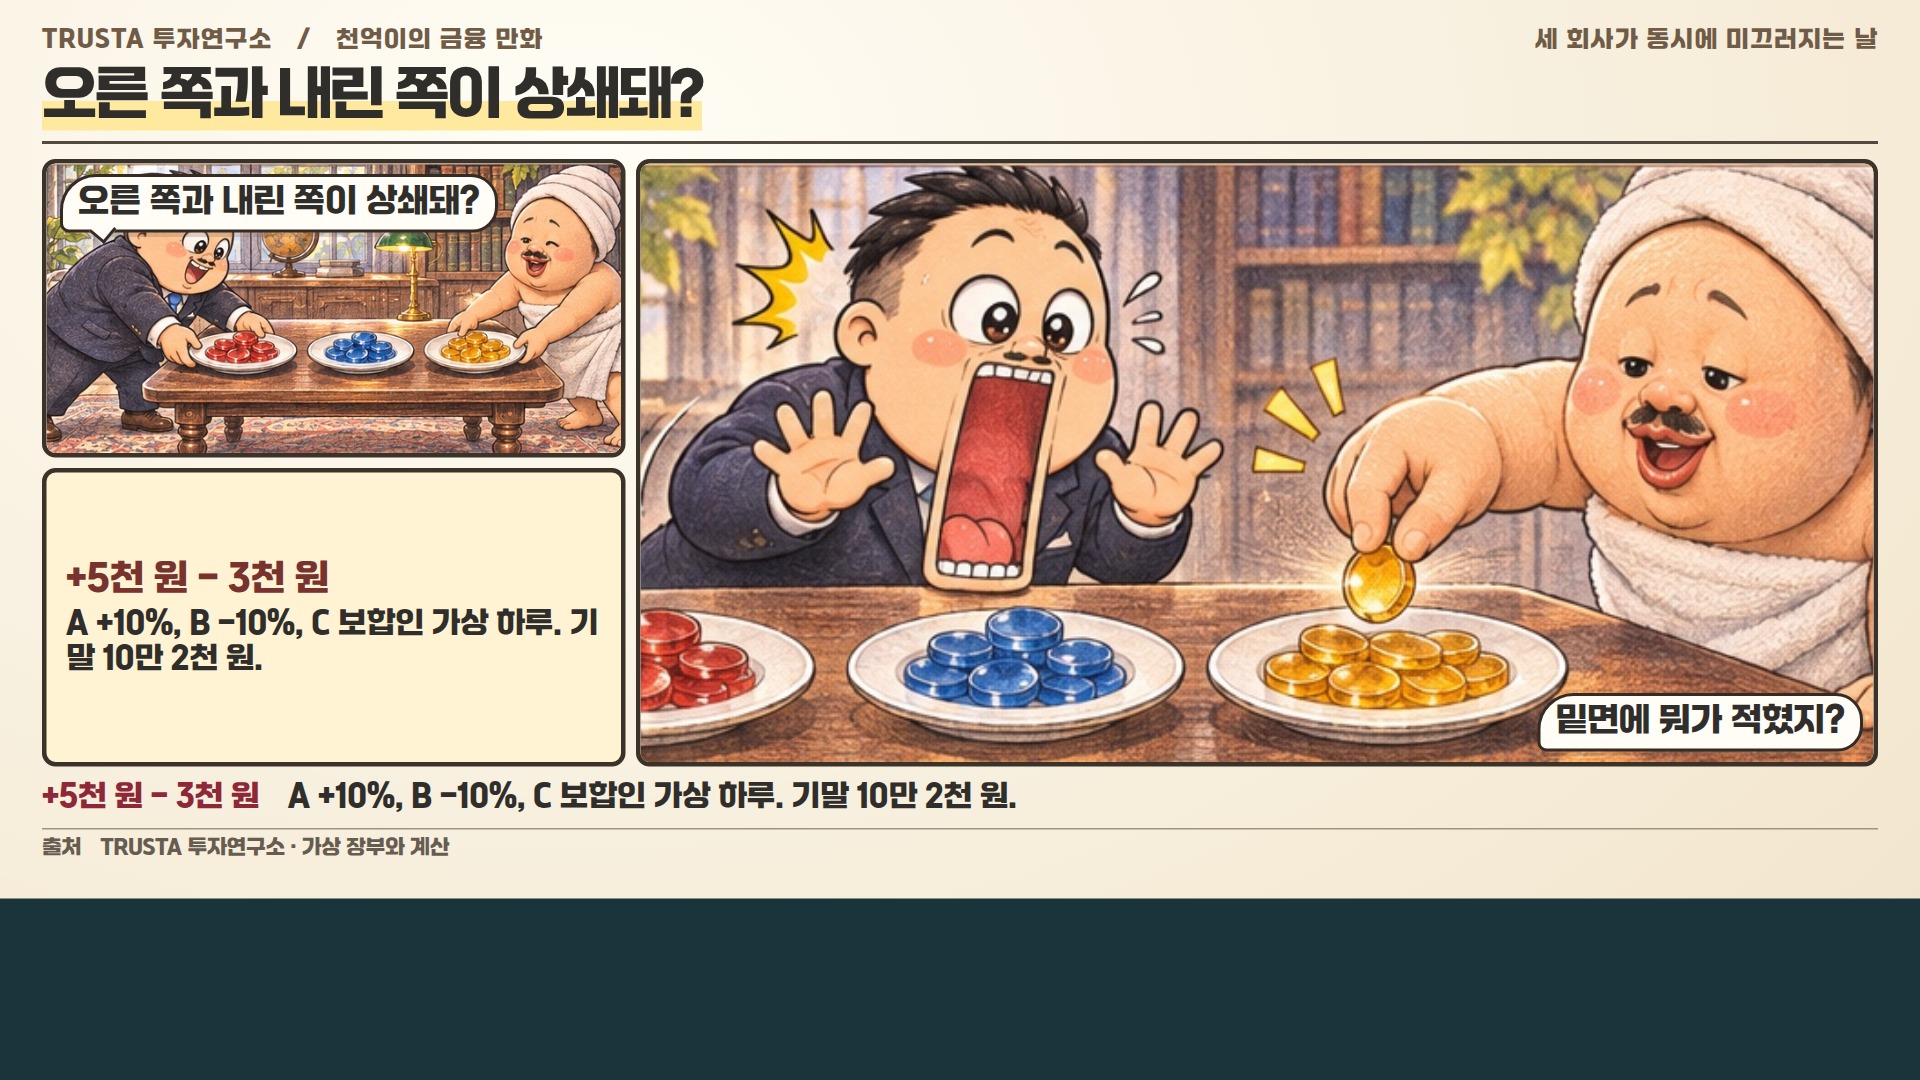 TRUSTA 투자연구소 / 천억이의 금융 만화
세 회사가 동시에 미끄러지는 날
오른 쪽과 내린 쪽이 상쇄돼?
오른 쪽과 내린 쪽이 상쇄돼?
+5천 원 − 3천 원
A +10%, B −10%, C 보합인 가상 하루. 기
말 10만 2천 원.
밑면에 뭐가 적혔지?
+5천 원 − 3천 원 A +10%, B −10%, C 보합인 가상 하루. 기말 10만 2천 원.
출처 TRUSTA 투자연구소 · 가상 장부와 계산